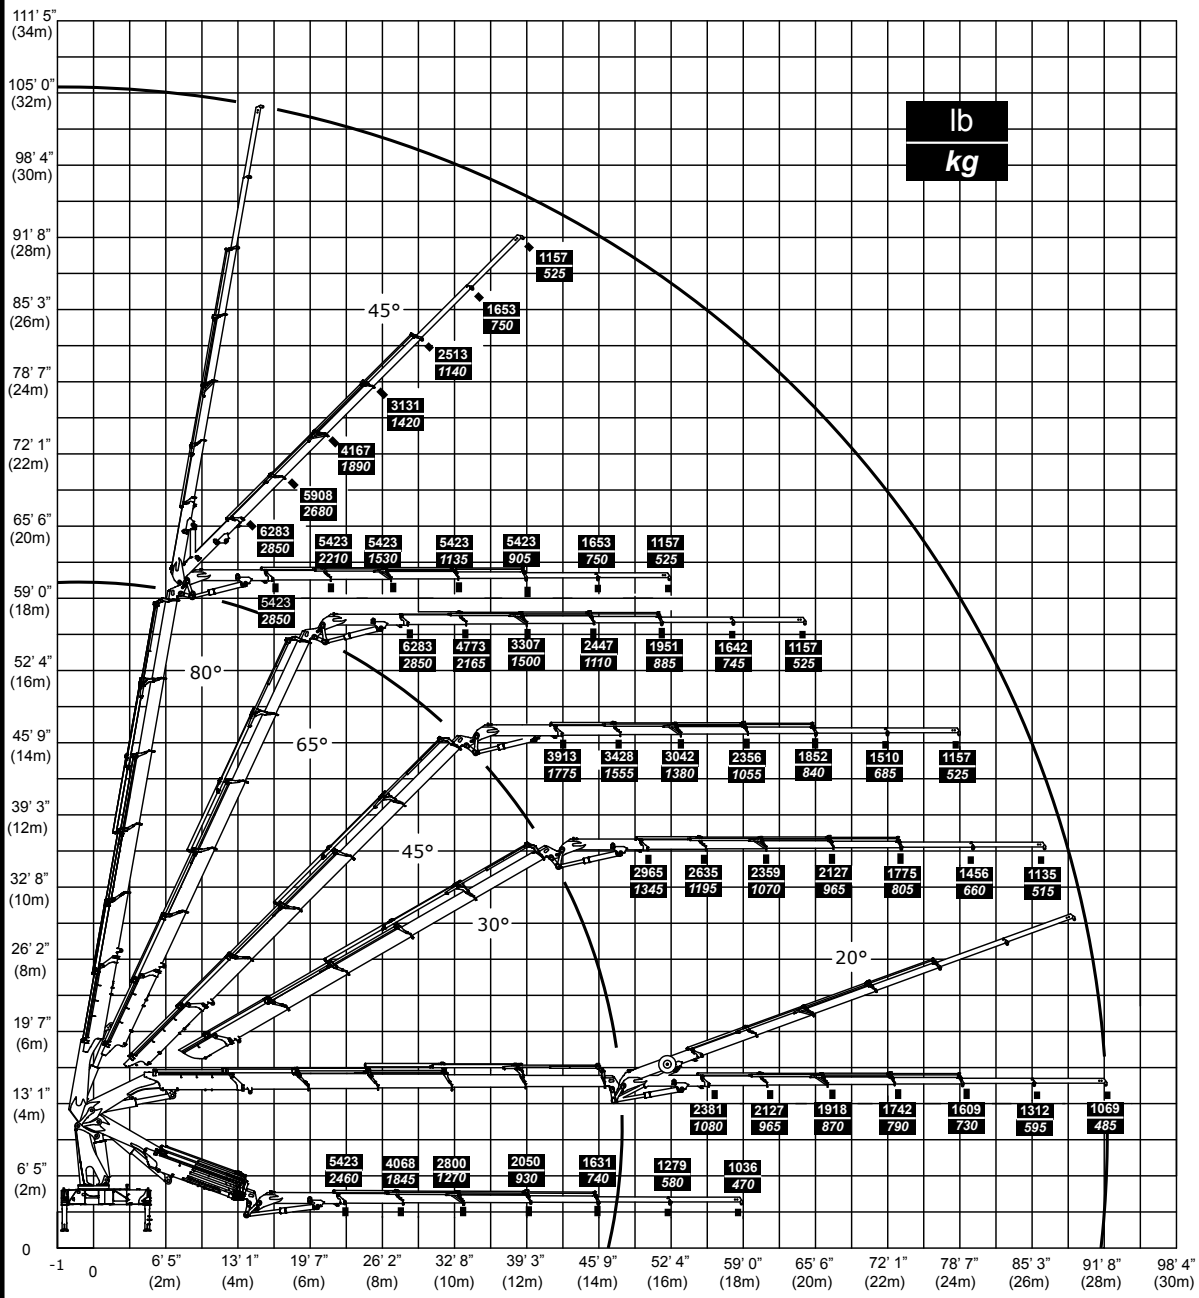 111' 5"
(34m)
105' 0"
(32m)
98' 4"
(30m)
91' 8"
(28m)
85' 3"
(26m)
78' 7"
(24m)
72' 1"
(22m)
65' 6"
(20m)
59' 0"
(18m)
52' 4"
(16m)
45' 9"
(14m)
39' 3"
(12m)
32' 8"
(10m)
26' 2"
(8m)
19' 7"
(6m)
13' 1"
(4m)
6' 5"
(2m)
0
lb
kg
1157
525
1653
750
45°
2513
1140
3131
1420
4167
1890
5908
2680
6283
2850
5423 5423 5423 5423 1653 1157
2210 1530 1135 905 750 525
5423
2850
80°
6283 4773 3307 2447 1951 1642 1157
2850 2165 1500 1110 885 745 525
65°
3913 3428 3042 2356 1852 1510 1157
1775 1555 1380 1055 840 685 525
45°
2965 2635 2359 2127 1775 1456 1135
1345 1195 1070 965 805 660 515
30°
20°
2381 2127 1918 1742 1609 1312 1069
1080 965 870 790 730 595 485
5423 4068 2800 2050 1631 1279 1036
2460 1845 1270 930 740 580 470
-1 0 6' 5" 13' 1" 19' 7" 26' 2" 32' 8" 39' 3" 45' 9" 52' 4" 59' 0" 65' 6" 72' 1" 78' 7" 85' 3" 91' 8" 98' 4"
(2m) (4m) (6m) (8m) (10m) (12m) (14m) (16m) (18m) (20m) (22m) (24m) (26m) (28m) (30m)